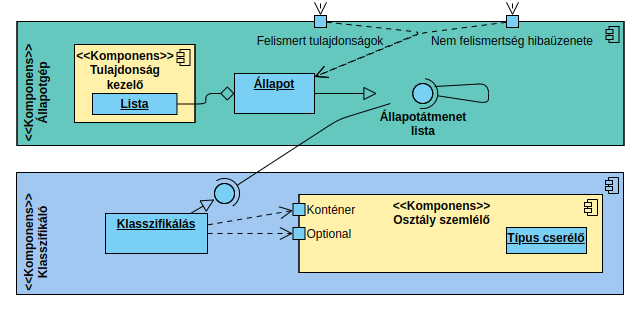 <<Komponens>>
Állapotgép
Felismert tulajdonságok
Nem felismertség hibaüzenete
<<Komponens>>
Tulajdonság
kezelő
Lista
Állapot
Állapotátmenet
lista
<<Komponens>>
Klasszifikáló
Klasszifikálás
Konténer
Optional
<<Komponens>>
Osztály szemlélő
Típus cserélő